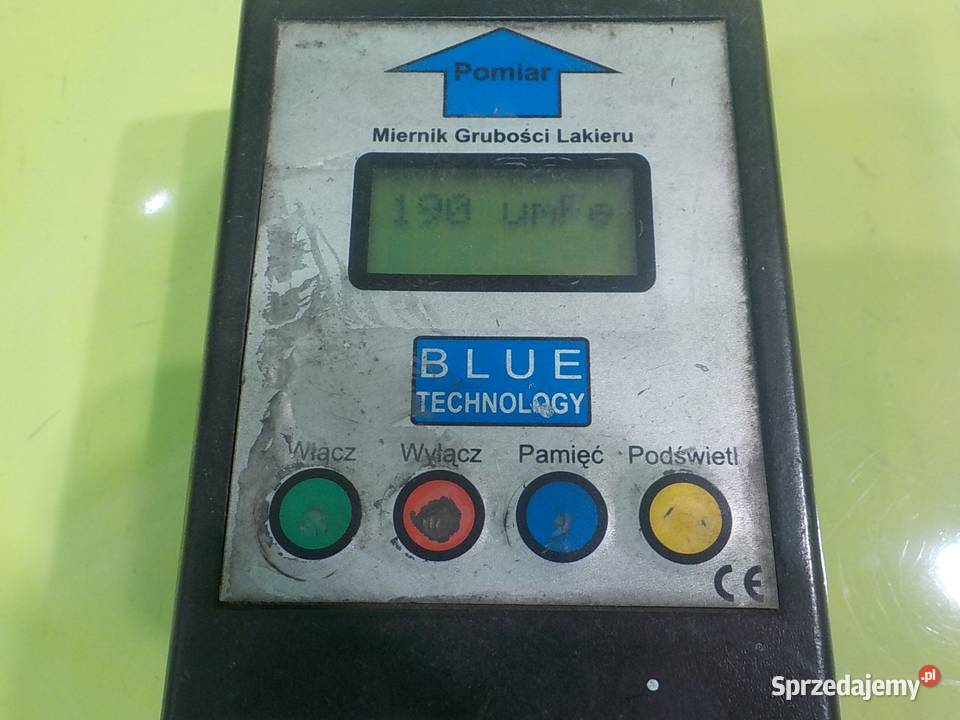 Pomiar
Miernik Grubości Lakieru
190 umFe
BLUE
TECHNOLOGY
Włącz Wyłącz Pamięć Podświetl
CE
Sprzedajemy.pl